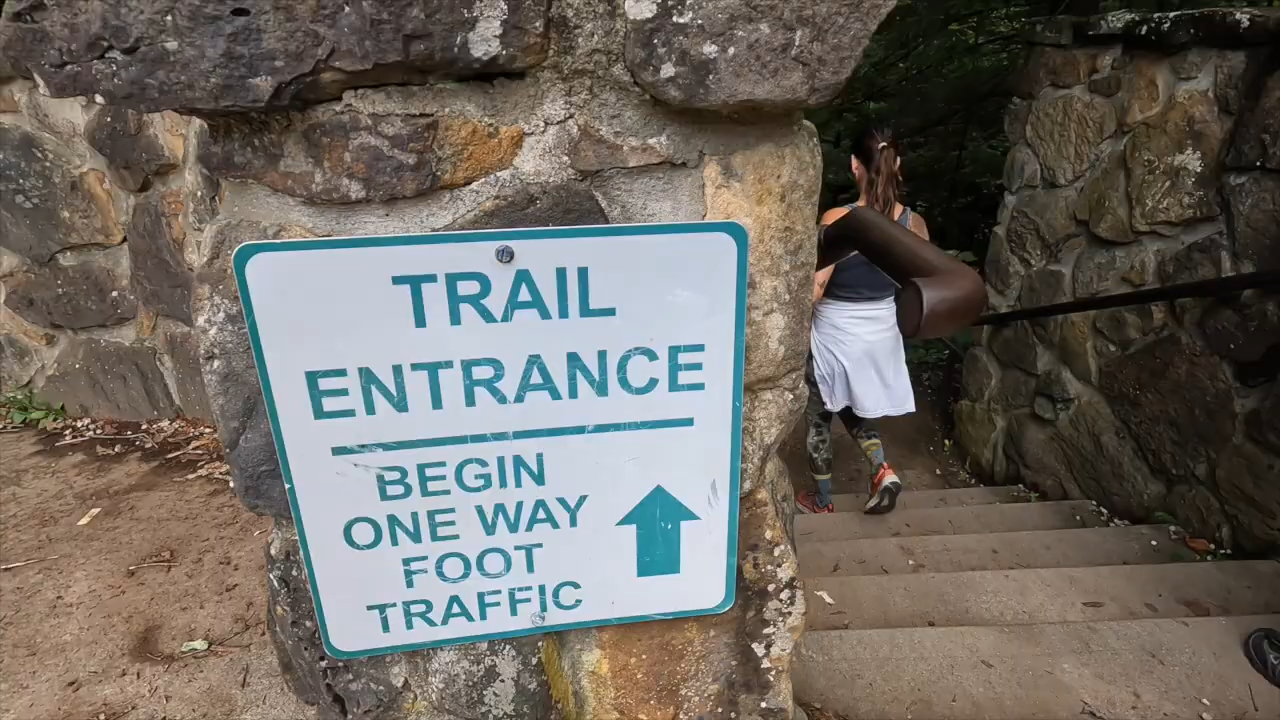 TRAIL
ENTRANCE
BEGIN
ONE WAY
FOOT
TRAFFIC